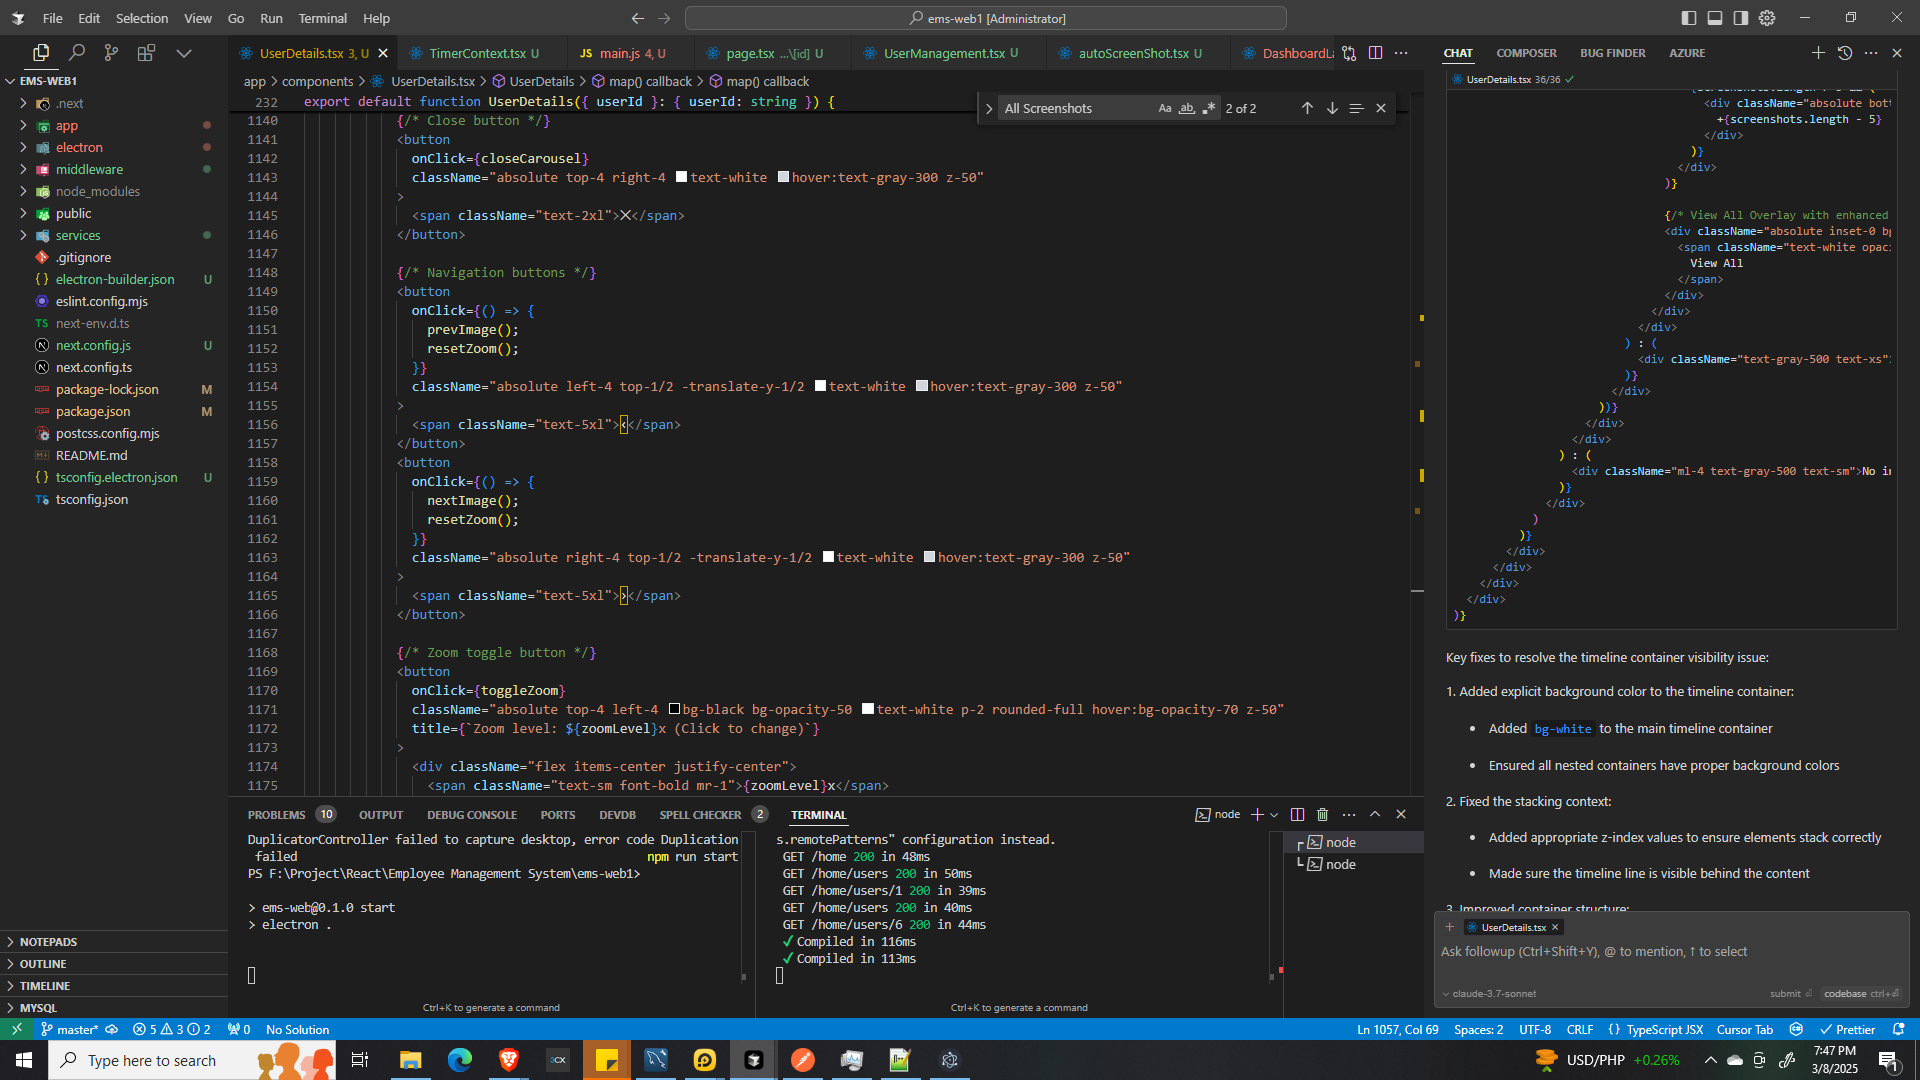 File Edit Selection View Go Run Terminal Help
ems-web1 [Administrator]
UserDetails.tsx 3, U
TimerContext.tsx U
JS main.js 4, U
page.tsx ...\[id] U
UserManagement.tsx U
autoScreenShot.tsx U
DashboardLa
CHAT COMPOSER BUG FINDER AZURE
EMS-WEB1
.next
app
electron
middleware
node_modules
public
services
.gitignore
electron-builder.json U
eslint.config.mjs
TS next-env.d.ts
next.config.js U
next.config.ts
package-lock.json M
package.json M
postcss.config.mjs
README.md
tsconfig.electron.json U
tsconfig.json
NOTEPADS
OUTLINE
TIMELINE
MYSQL
app > components > UserDetails.tsx > UserDetails > map() callback > map() callback
All Screenshots
2 of 2
232 export default function UserDetails({ userId }: { userId: string }) {
1140 {/* Close button */}
1141 <button
1142 onClick={closeCarousel}
1143 className="absolute top-4 right-4 text-white hover:text-gray-300 z-50"
1144 >
1145 <span className="text-2xl">✕</span>
1146 </button>
1147
1148 {/* Navigation buttons */}
1149 <button
1150 onClick={() => {
1151 prevImage();
1152 resetZoom();
1153 }}
1154 className="absolute left-4 top-1/2 -translate-y-1/2 text-white hover:text-gray-300 z-50"
1155 >
1156 <span className="text-5xl">‹</span>
1157 </button>
1158 <button
1159 onClick={() => {
1160 nextImage();
1161 resetZoom();
1162 }}
1163 className="absolute right-4 top-1/2 -translate-y-1/2 text-white hover:text-gray-300 z-50"
1164 >
1165 <span className="text-5xl">›</span>
1166 </button>
1167
1168 {/* Zoom toggle button */}
1169 <button
1170 onClick={toggleZoom}
1171 className="absolute top-4 left-4 bg-black bg-opacity-50 text-white p-2 rounded-full hover:bg-opacity-70 z-50"
1172 title={`Zoom level: ${zoomLevel}x (Click to change)`}
1173 >
1174 <div className="flex items-center justify-center">
1175 <span className="text-sm font-bold mr-1">{zoomLevel}x</span>
PROBLEMS 10 OUTPUT DEBUG CONSOLE PORTS DEVDB SPELL CHECKER 2 TERMINAL
node
DuplicatorController failed to capture desktop, error code Duplication
failed npm run start
PS F:\Project\React\Employee Management System\ems-web1>
> ems-web@0.1.0 start
> electron .
Ctrl+K to generate a command
s.remotePatterns" configuration instead.
GET /home 200 in 48ms
GET /home/users 200 in 50ms
GET /home/users/1 200 in 39ms
GET /home/users 200 in 40ms
GET /home/users/6 200 in 44ms
✓ Compiled in 116ms
✓ Compiled in 113ms
Ctrl+K to generate a command
node
node
UserDetails.tsx 36/36 ✓
<div className="absolute bott
+{screenshots.length - 5}
</div>
)}
</div>
)}
{/* View All Overlay with enhanced
<div className="absolute inset-0 bg
<span className="text-white opac
View All
</span>
</div>
</div>
</div>
) : (
<div className="text-gray-500 text-xs"
)}
</div>
))}
</div>
</div>
) : (
<div className="ml-4 text-gray-500 text-sm">No i
)}
</div>
)
)}
</div>
</div>
</div>
</div>
)}
Key fixes to resolve the timeline container visibility issue:
1. Added explicit background color to the timeline container:
• Added bg-white to the main timeline container
• Ensured all nested containers have proper background colors
2. Fixed the stacking context:
• Added appropriate z-index values to ensure elements stack correctly
• Made sure the timeline line is visible behind the content
3. Improved container structure:
+ UserDetails.tsx ×
Ask followup (Ctrl+Shift+Y), @ to mention, ↑ to select
claude-3.7-sonnet submit codebase ctrl+⏎
master* 5 3 2 0 No Solution
Ln 1057, Col 69 Spaces: 2 UTF-8 CRLF {} TypeScript JSX Cursor Tab Prettier
Type here to search
USD/PHP +0.26%
7:47 PM
3/8/2025
1